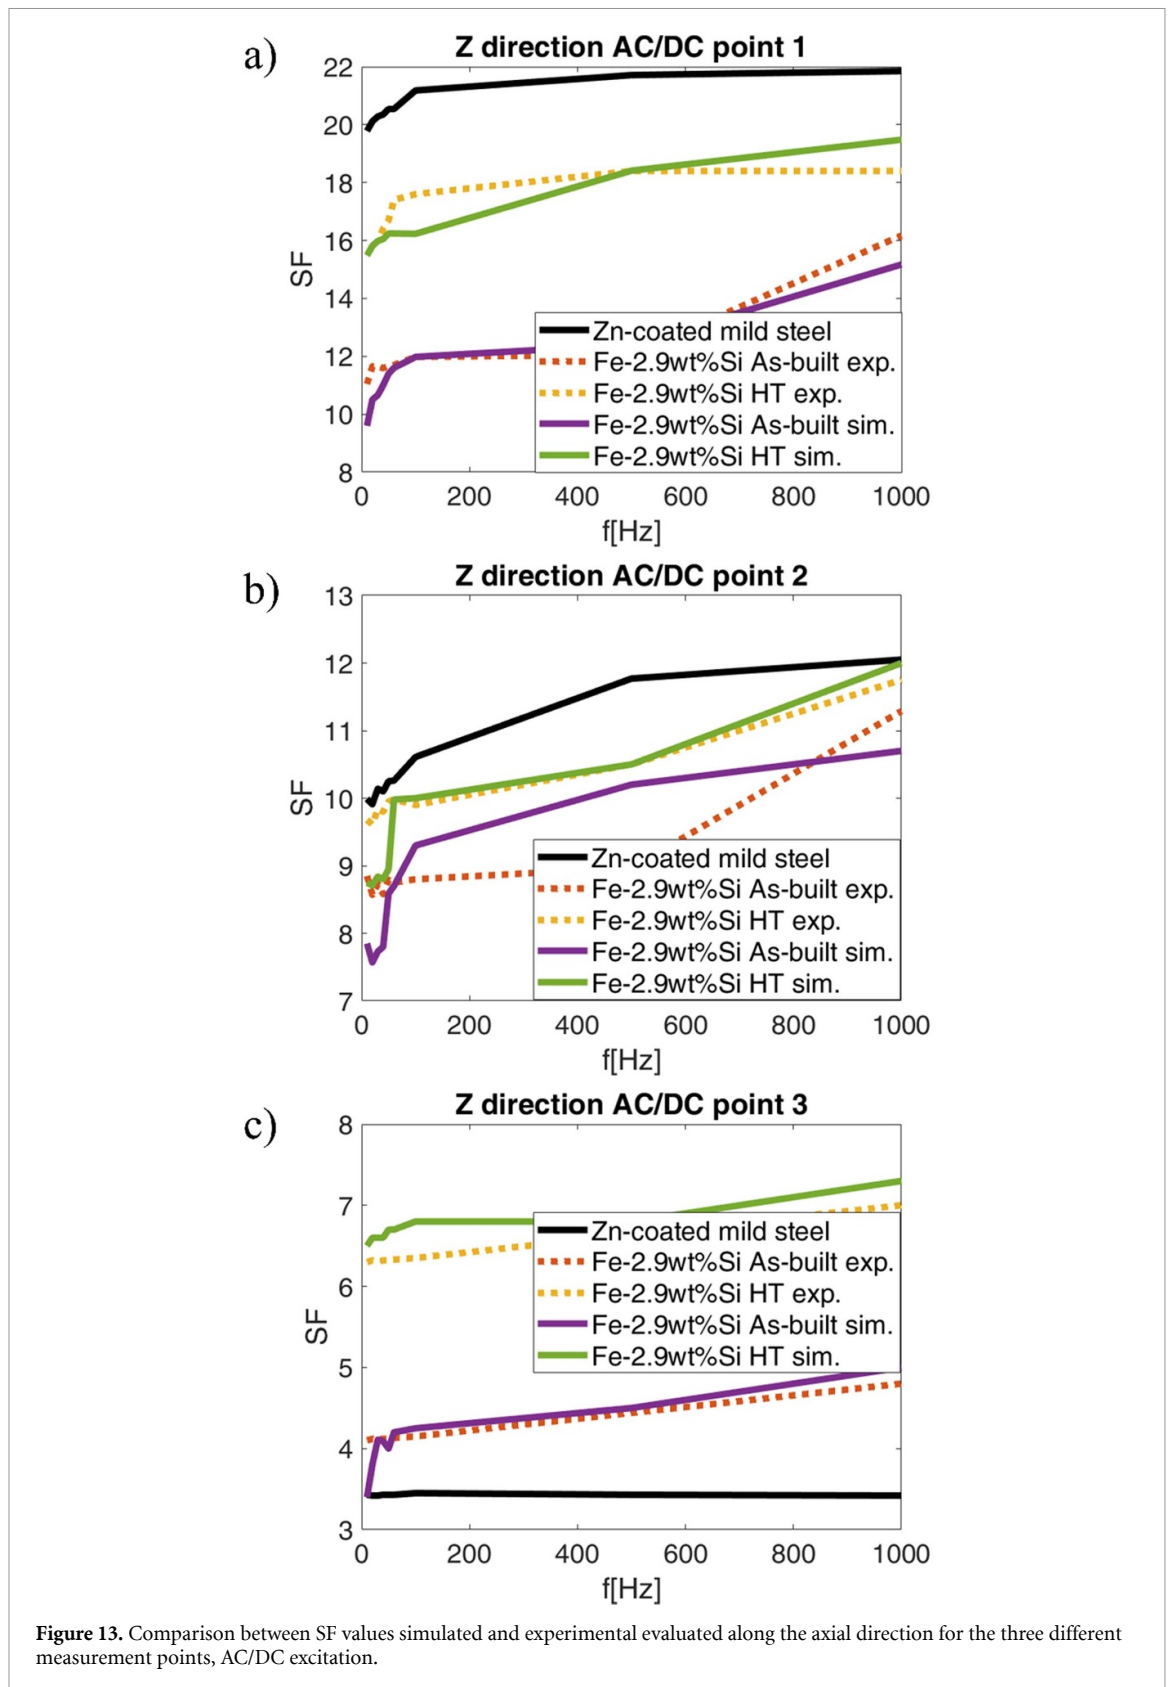 a)
Z direction AC/DC point 1
22
20
18
16
14
12
10
8
SF
Zn-coated mild steel
Fe-2.9wt%Si As-built exp.
Fe-2.9wt%Si HT exp.
Fe-2.9wt%Si As-built sim.
Fe-2.9wt%Si HT sim.
0 200 400 600 800 1000
f[Hz]
b)
Z direction AC/DC point 2
13
12
11
10
9
8
7
SF
Zn-coated mild steel
Fe-2.9wt%Si As-built exp.
Fe-2.9wt%Si HT exp.
Fe-2.9wt%Si As-built sim.
Fe-2.9wt%Si HT sim.
0 200 400 600 800 1000
f[Hz]
c)
Z direction AC/DC point 3
8
7
6
5
4
3
SF
Zn-coated mild steel
Fe-2.9wt%Si As-built exp.
Fe-2.9wt%Si HT exp.
Fe-2.9wt%Si As-built sim.
Fe-2.9wt%Si HT sim.
0 200 400 600 800 1000
f[Hz]
Figure 13. Comparison between SF values simulated and experimental evaluated along the axial direction for the three different
measurement points, AC/DC excitation.